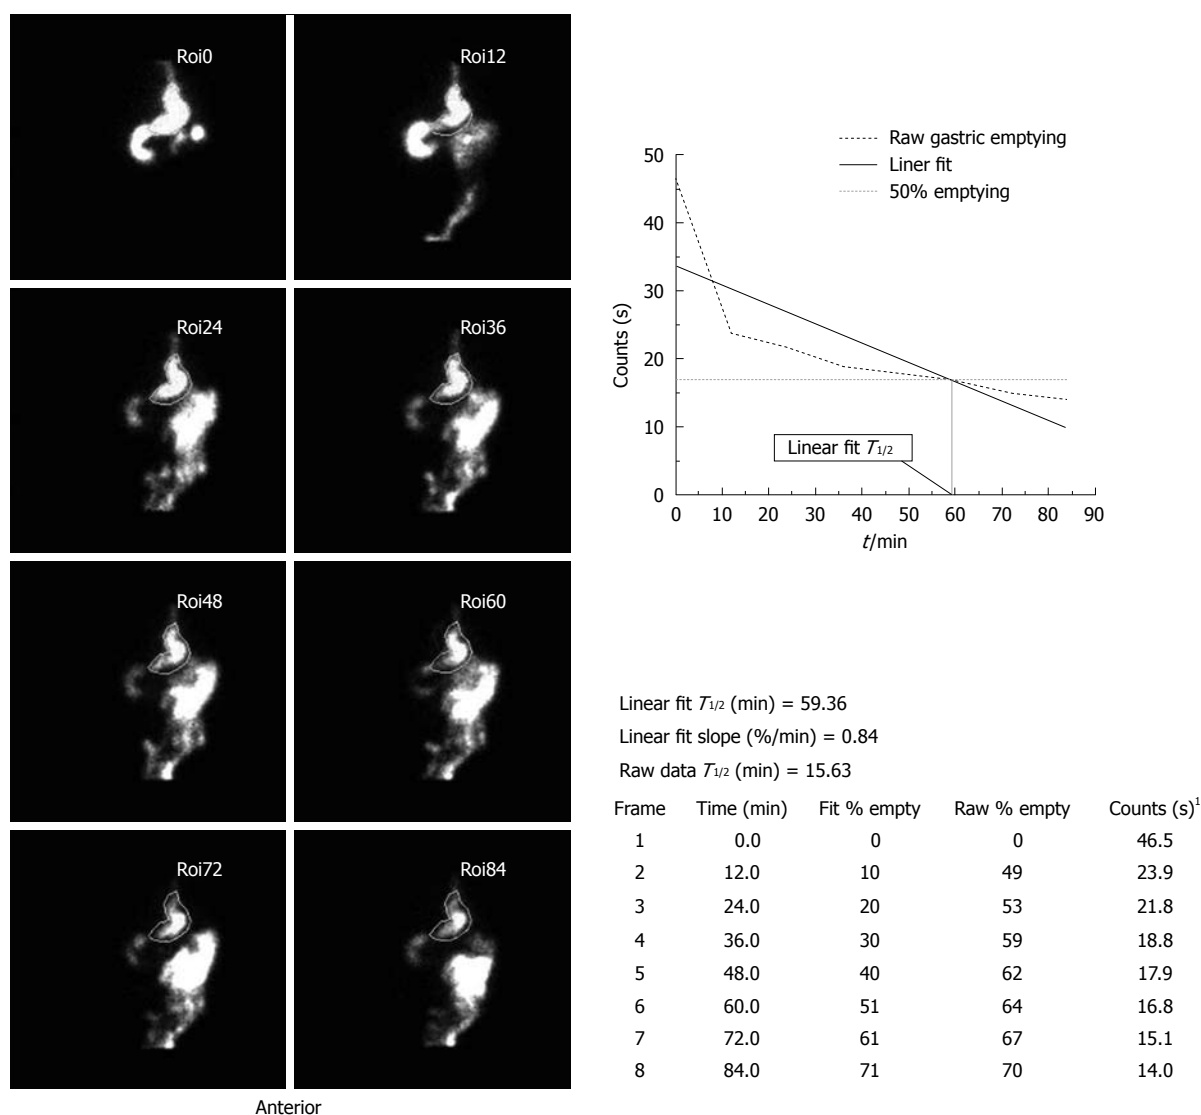 Roi0
Roi12
Roi24
Roi36
Roi48
Roi60
Roi72
Roi84
Anterior
Raw gastric emptying
Liner fit
50% emptying
Counts (s)
50
40
30
20
10
0
Linear fit T1/2
0 10 20 30 40 50 60 70 80 90
t/min
Linear fit T1/2 (min) = 59.36
Linear fit slope (%/min) = 0.84
Raw data T1/2 (min) = 15.63
Frame Time (min) Fit % empty Raw % empty Counts (s)1
1 0.0 0 0 46.5
2 12.0 10 49 23.9
3 24.0 20 53 21.8
4 36.0 30 59 18.8
5 48.0 40 62 17.9
6 60.0 51 64 16.8
7 72.0 61 67 15.1
8 84.0 71 70 14.0